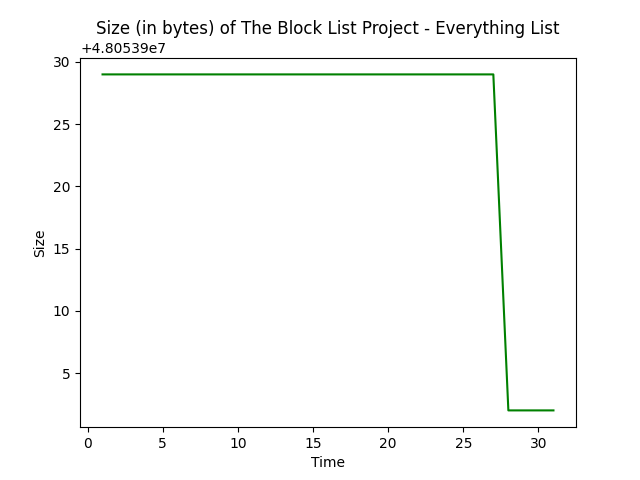 Size (in bytes) of The Block List Project - Everything List
+4.80539e7
30
25
20
15
10
5
Size
0 5 10 15 20 25 30
Time